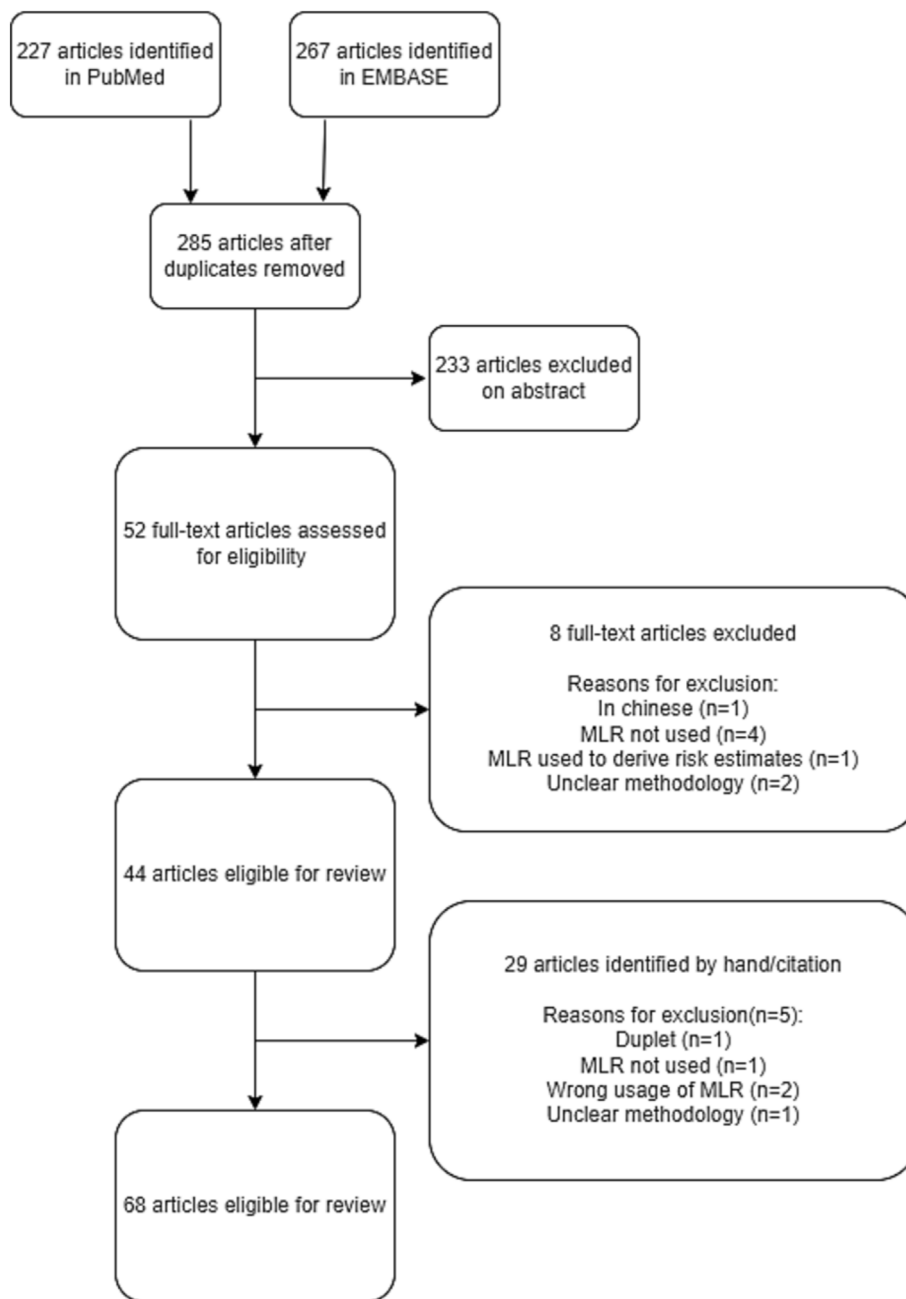 227 articles identified
in PubMed
267 articles identified
in EMBASE
285 articles after
duplicates removed
233 articles excluded
on abstract
52 full-text articles assessed
for eligibility
8 full-text articles excluded
Reasons for exclusion:
In chinese (n=1)
MLR not used (n=4)
MLR used to derive risk estimates (n=1)
Unclear methodology (n=2)
44 articles eligible for review
29 articles identified by hand/citation
Reasons for exclusion(n=5):
Duplet (n=1)
MLR not used (n=1)
Wrong usage of MLR (n=2)
Unclear methodology (n=1)
68 articles eligible for review